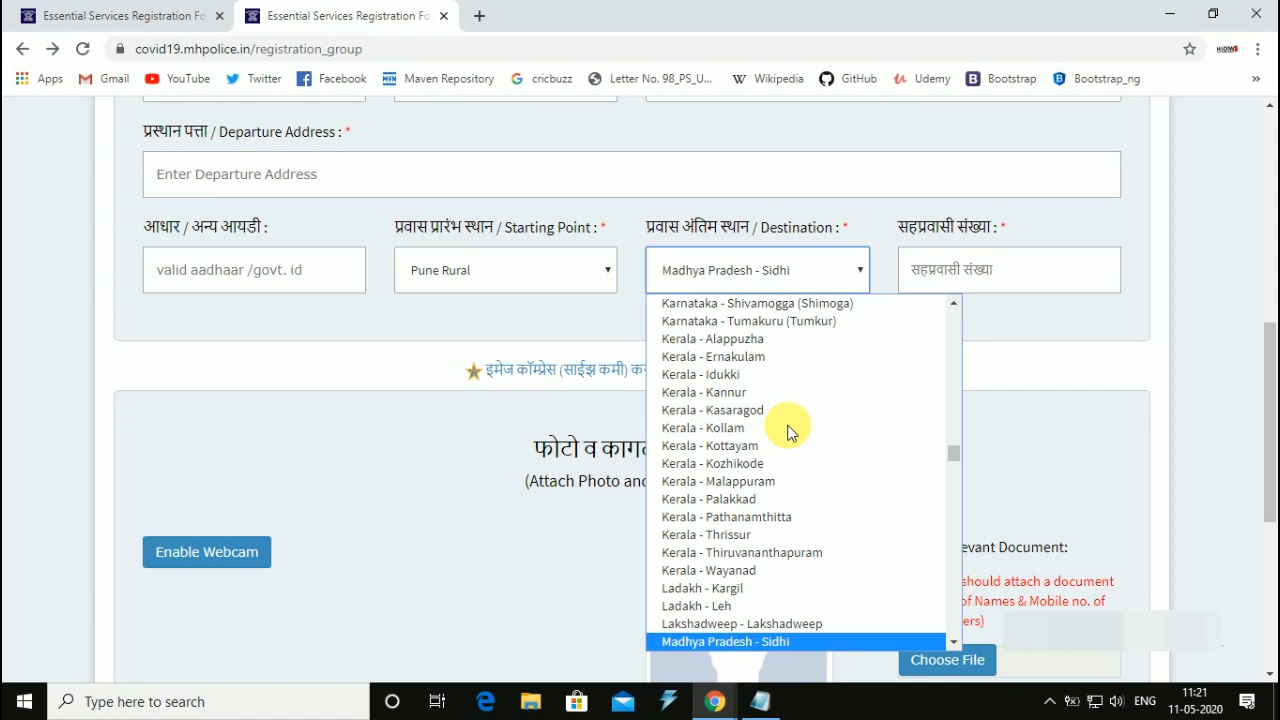 Essential Services Registration Fo
Essential Services Registration Fo
covid19.mhpolice.in/registration_group
Apps
Gmail
YouTube
Twitter
Facebook
Maven Repository
cricbuzz
Letter No. 98_PS_U...
Wikipedia
GitHub
Udemy
Bootstrap
Bootstrap_ng
»
प्रस्थान पत्ता / Departure Address : *
Enter Departure Address
आधार / अन्य आयडी :
प्रवास प्रारंभ स्थान / Starting Point : *
प्रवास अंतिम स्थान / Destination : *
सहप्रवासी संख्या : *
valid aadhaar /govt. id
Pune Rural
Madhya Pradesh - Sidhi
सहप्रवासी संख्या
Karnataka - Shivamogga (Shimoga)
Karnataka - Tumakuru (Tumkur)
Kerala - Alappuzha
Kerala - Ernakulam
Kerala - Idukki
Kerala - Kannur
Kerala - Kasaragod
Kerala - Kollam
Kerala - Kottayam
Kerala - Kozhikode
Kerala - Malappuram
Kerala - Palakkad
Kerala - Pathanamthitta
Kerala - Thrissur
Kerala - Thiruvananthapuram
Kerala - Wayanad
Ladakh - Kargil
Ladakh - Leh
Lakshadweep - Lakshadweep
Madhya Pradesh - Sidhi
इमेज कॉम्प्रेस (साईझ कमी)
फोटो व
(Attach Photo and
Enable Webcam
evant Document:
should attach a document
of Names & Mobile no. of
ers)
Choose File
Type here to search
ENG
11:21
11-05-2020